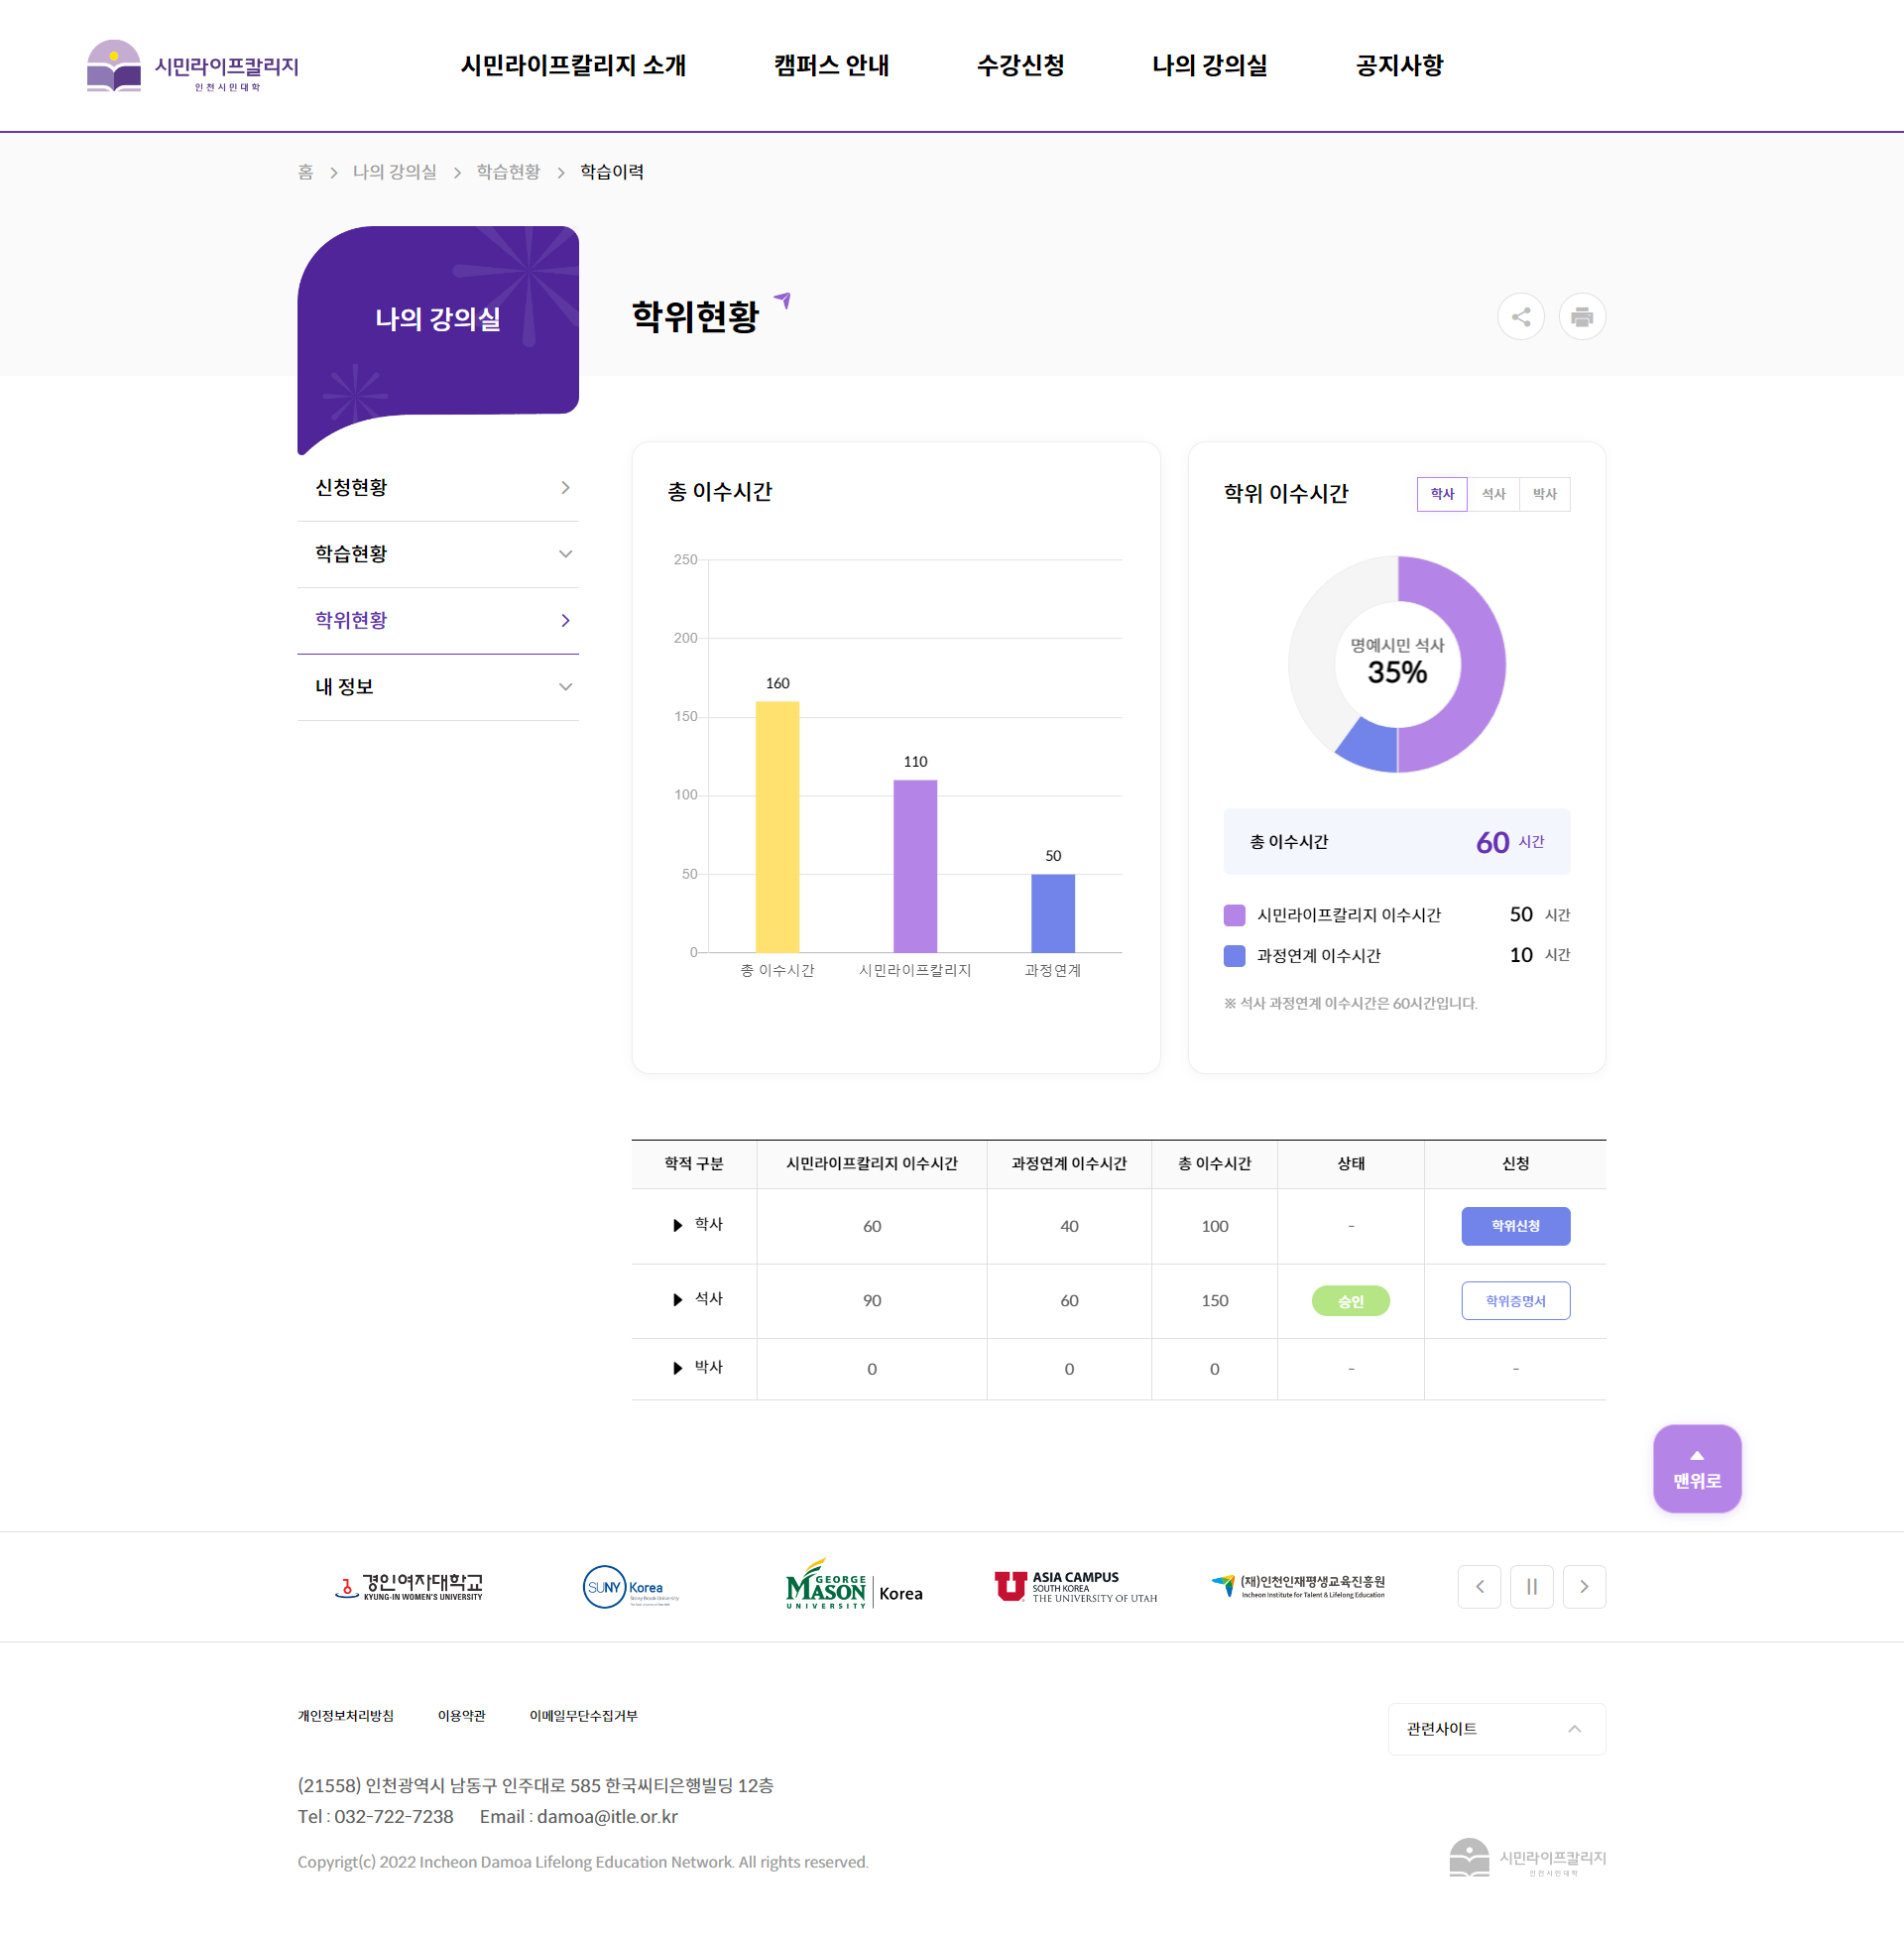 시민라이프칼리지
인천시민대학
시민라이프칼리지 소개
캠퍼스 안내
수강신청
나의 강의실
공지사항
홈 > 나의 강의실 > 학습현황 > 학습이력
나의 강의실
학위현황
신청현황
학습현황
학위현황
내 정보
총 이수시간
250
200
150
100
50
0
160
110
50
총 이수시간
시민라이프칼리지
과정연계
학위 이수시간
학사
석사
박사
명예시민 석사
35%
총 이수시간 60 시간
시민라이프칼리지 이수시간 50 시간
과정연계 이수시간 10 시간
※ 석사 과정연계 이수시간은 60시간입니다.
학적 구분 시민라이프칼리지 이수시간 과정연계 이수시간 총 이수시간 상태 신청
학사 60 40 100 - 학위신청
석사 90 60 150 승인 학위증명서
박사 0 0 0 - -
맨위로
경인여자대학교
KYUNG-IN WOMEN'S UNIVERSITY
SUNY Korea
Stony Brook University
GEORGE
MASON
UNIVERSITY
Korea
ASIA CAMPUS
SOUTH KOREA
THE UNIVERSITY OF UTAH
(재)인천인재평생교육진흥원
Incheon Institute for Talent & Lifelong Education
개인정보처리방침
이용약관
이메일무단수집거부
관련사이트
(21558) 인천광역시 남동구 인주대로 585 한국씨티은행빌딩 12층
Tel : 032-722-7238 Email : damoa@itle.or.kr
Copyrigt(c) 2022 Incheon Damoa Lifelong Education Network. All rights reserved.
시민라이프칼리지
인천시민대학